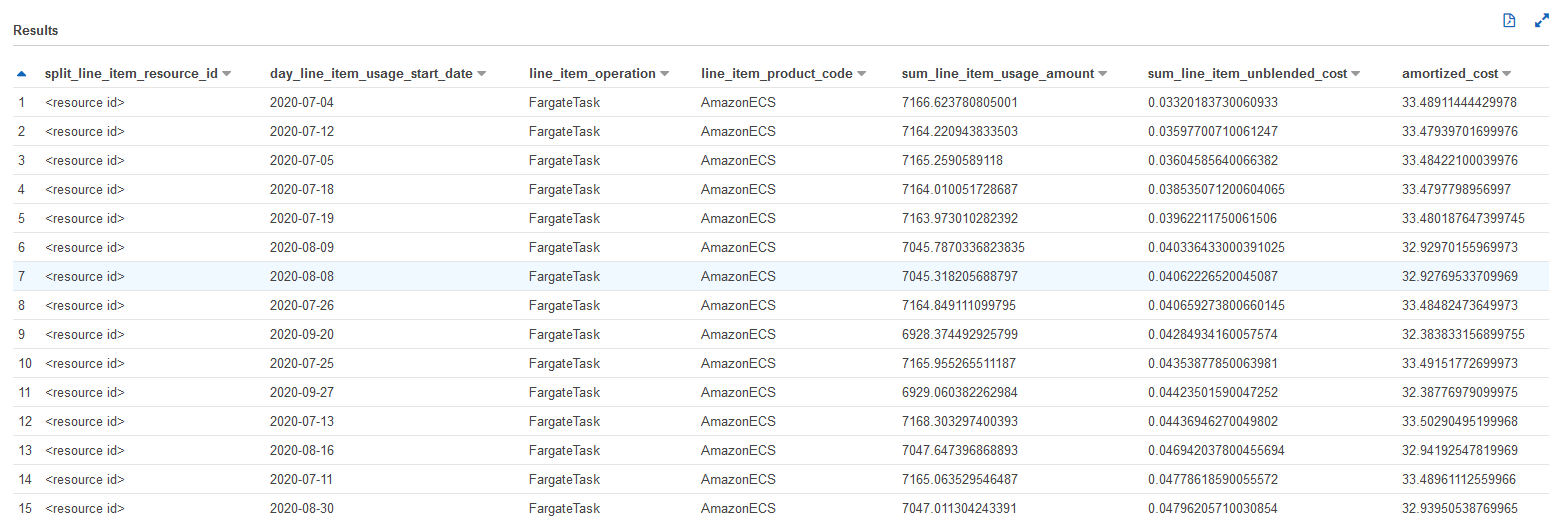 Results
split_line_item_resource_id day_line_item_usage_start_date line_item_operation line_item_product_code sum_line_item_usage_amount sum_line_item_unblended_cost amortized_cost
1 <resource id> 2020-07-04 FargateTask AmazonECS 7166.623780805001 0.03320183730060933 33.48911444429978
2 <resource id> 2020-07-12 FargateTask AmazonECS 7164.220943833503 0.03597700710061247 33.47939701699976
3 <resource id> 2020-07-05 FargateTask AmazonECS 7165.2590589118 0.03604585640066382 33.48422100039976
4 <resource id> 2020-07-18 FargateTask AmazonECS 7164.010051728687 0.038535071200604065 33.4797798956997
5 <resource id> 2020-07-19 FargateTask AmazonECS 7163.973010282392 0.03962211750061506 33.480187647399745
6 <resource id> 2020-08-09 FargateTask AmazonECS 7045.7870336823835 0.040336433000391025 32.92970155969973
7 <resource id> 2020-08-08 FargateTask AmazonECS 7045.318205688797 0.04062226520045087 32.92769533709969
8 <resource id> 2020-07-26 FargateTask AmazonECS 7164.849111099795 0.040659273800660145 33.48482473649973
9 <resource id> 2020-09-20 FargateTask AmazonECS 6928.374492925799 0.04284934160057574 32.383833156899755
10 <resource id> 2020-07-25 FargateTask AmazonECS 7165.955265511187 0.04353877850063981 33.49151772699973
11 <resource id> 2020-09-27 FargateTask AmazonECS 6929.060382262984 0.04423501590047252 32.38776979099975
12 <resource id> 2020-07-13 FargateTask AmazonECS 7168.303297400393 0.04436946270049802 33.50290495199968
13 <resource id> 2020-08-16 FargateTask AmazonECS 7047.647396868893 0.046942037800455694 32.94192547819969
14 <resource id> 2020-07-11 FargateTask AmazonECS 7165.063529546487 0.04778618590055572 33.48961112559966
15 <resource id> 2020-08-30 FargateTask AmazonECS 7047.011304243391 0.04796205710030854 32.93950538769965